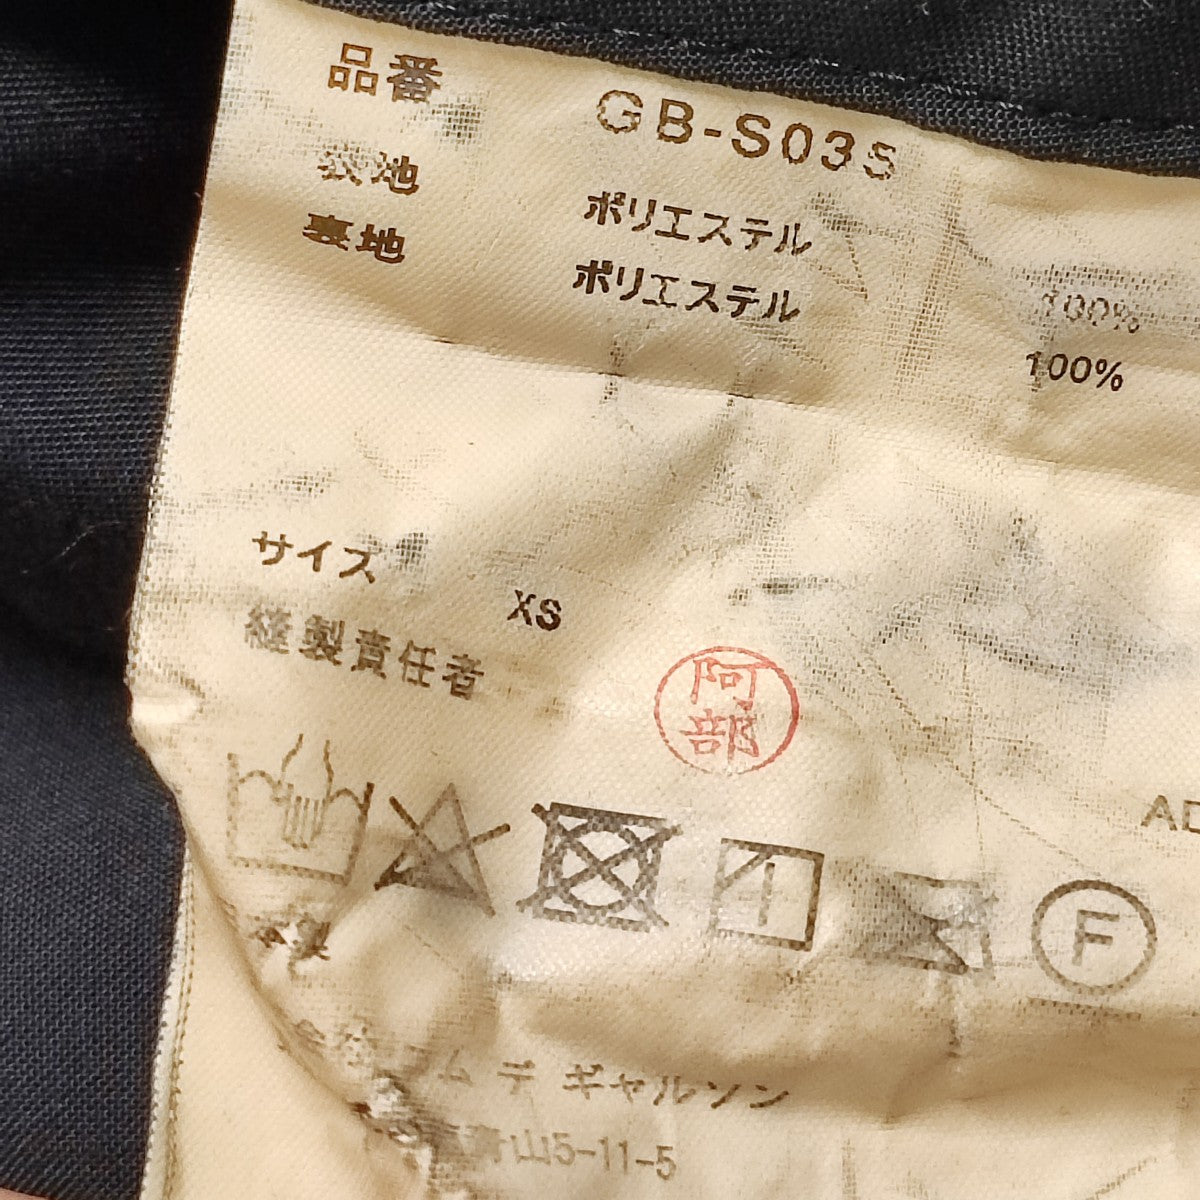 品番 GB-S035
表地 ポリエステル 100%
裏地 ポリエステル 100%
サイズ XS
縫製責任者 阿部
AD
F
ム デ ギャルソン
青山5-11-5